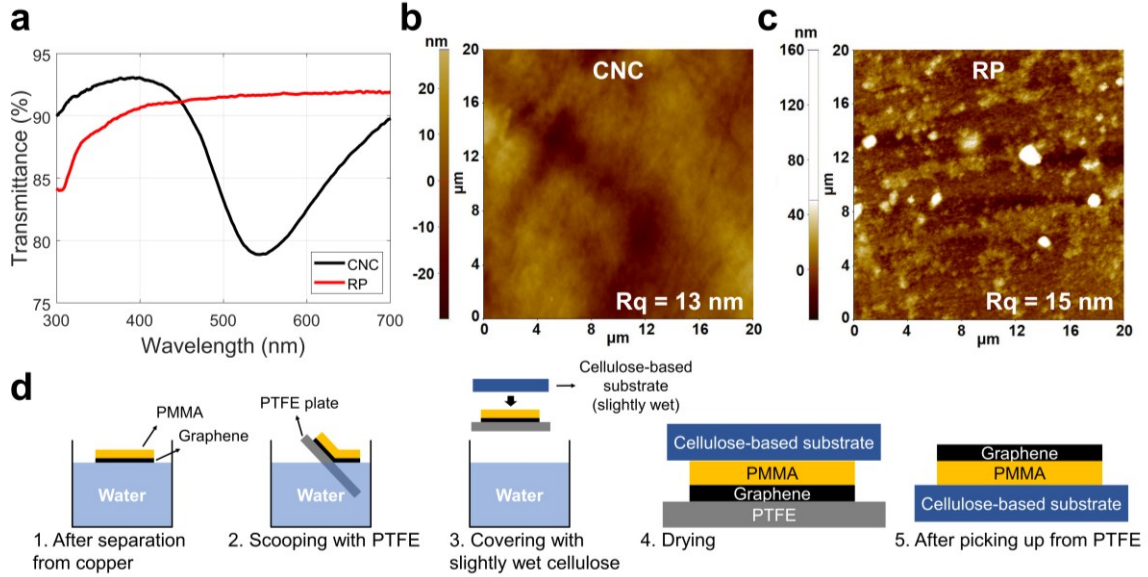 a
95
90
85
80
75
Transmittance (%)
300
400
500
600
700
Wavelength (nm)
CNC
RP
b
nm
20
10
0
-10
-20
20
16
12
8
4
0
µm
CNC
Rq = 13 nm
0
4
8
12
16
20
µm
c
nm
160
120
80
40
0
20
16
12
8
4
0
µm
RP
Rq = 15 nm
0
4
8
12
16
20
µm
d
PMMA
Graphene
Water
1. After separation
from copper
PTFE plate
Water
2. Scooping with PTFE
Cellulose-based
substrate
(slightly wet)
Water
3. Covering with
slightly wet cellulose
Cellulose-based substrate
PMMA
Graphene
PTFE
4. Drying
Graphene
PMMA
Cellulose-based substrate
5. After picking up from PTFE